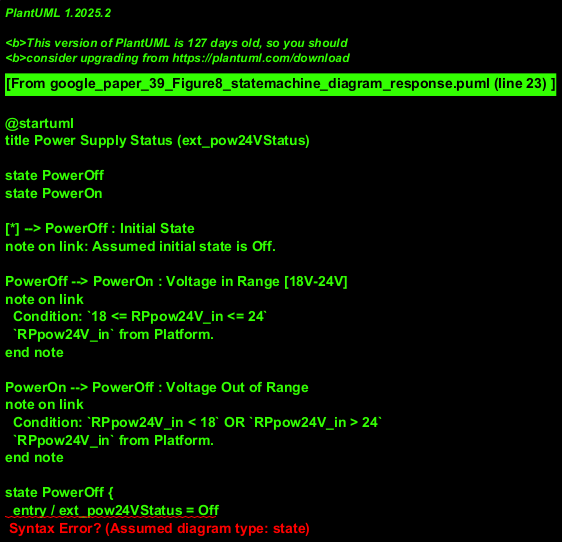 PlantUML 1.2025.2
<b>This version of PlantUML is 127 days old, so you should
<b>consider upgrading from https://plantuml.com/download
[From google_paper_39_Figure8_statemachine_diagram_response.puml (line 23) ]
@startuml
title Power Supply Status (ext_pow24VStatus)
state PowerOff
state PowerOn
[*] --> PowerOff : Initial State
note on link: Assumed initial state is Off.
PowerOff --> PowerOn : Voltage in Range [18V-24V]
note on link
Condition: `18 <= RPpow24V_in <= 24`
`RPpow24V_in` from Platform.
end note
PowerOn --> PowerOff : Voltage Out of Range
note on link
Condition: `RPpow24V_in < 18` OR `RPpow24V_in > 24`
`RPpow24V_in` from Platform.
end note
state PowerOff {
entry / ext_pow24VStatus = Off
Syntax Error? (Assumed diagram type: state)